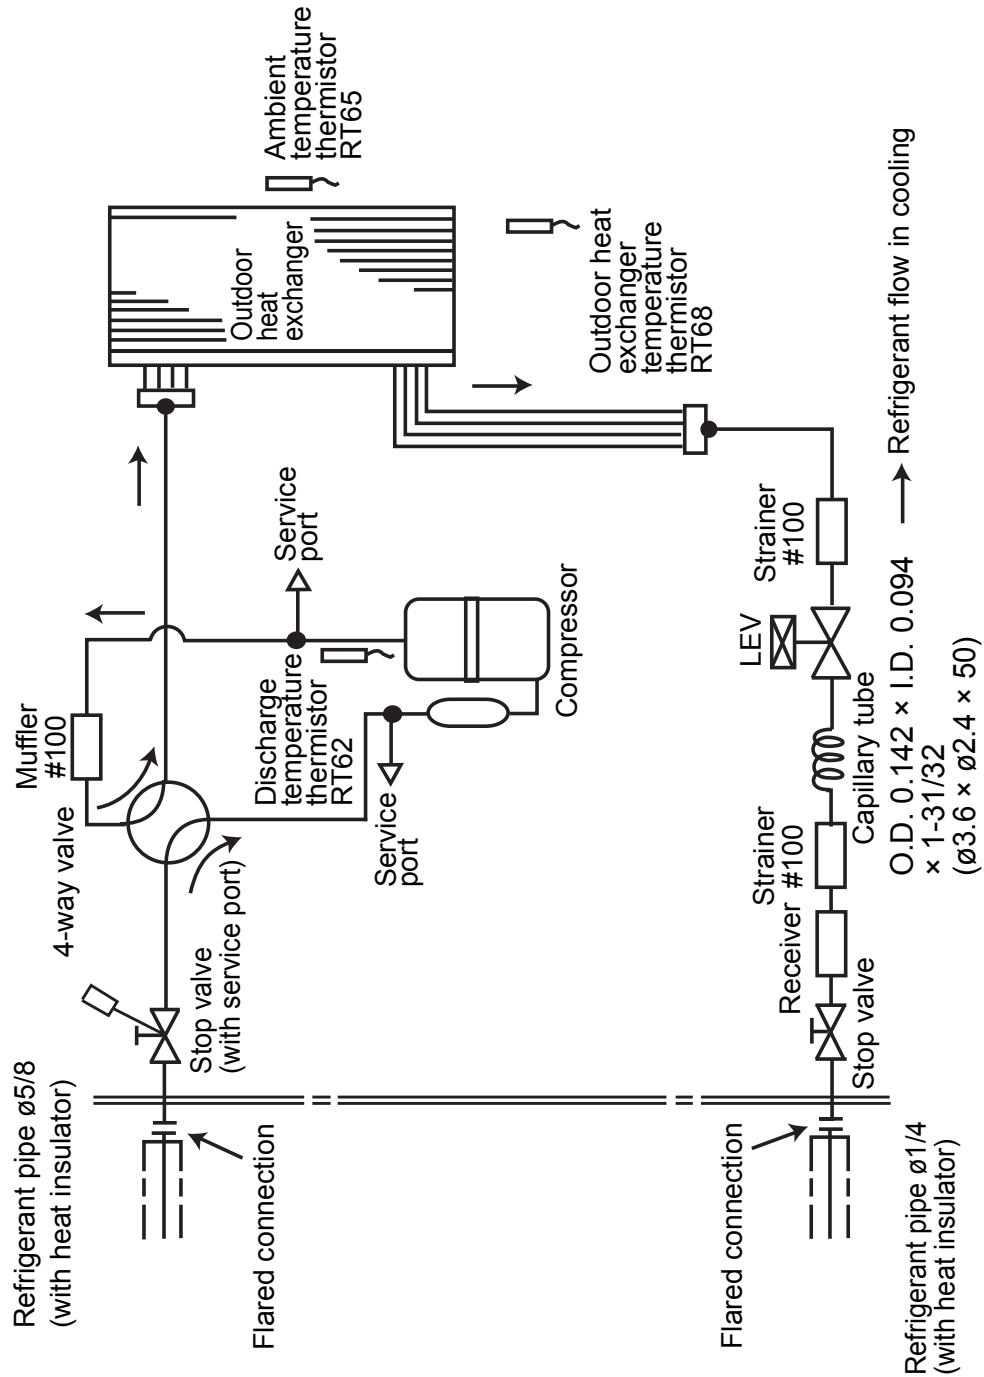 Refrigerant pipe ø5/8
(with heat insulator)
Flared connection
Stop valve
(with service port)
4-way valve
Muffler
#100
Discharge
temperature
thermistor
RT62
Service
port
Service
port
Compressor
Outdoor
heat
exchanger
Ambient
temperature
thermistor
RT65
Outdoor heat
exchanger
temperature
thermistor
RT68
Flared connection
Refrigerant pipe ø1/4
(with heat insulator)
Stop valve
Receiver
Strainer
#100
Capillary tube
O.D. 0.142 × I.D. 0.094
× 1-31/32
(ø3.6 × ø2.4 × 50)
LEV
Strainer
#100
Refrigerant flow in cooling